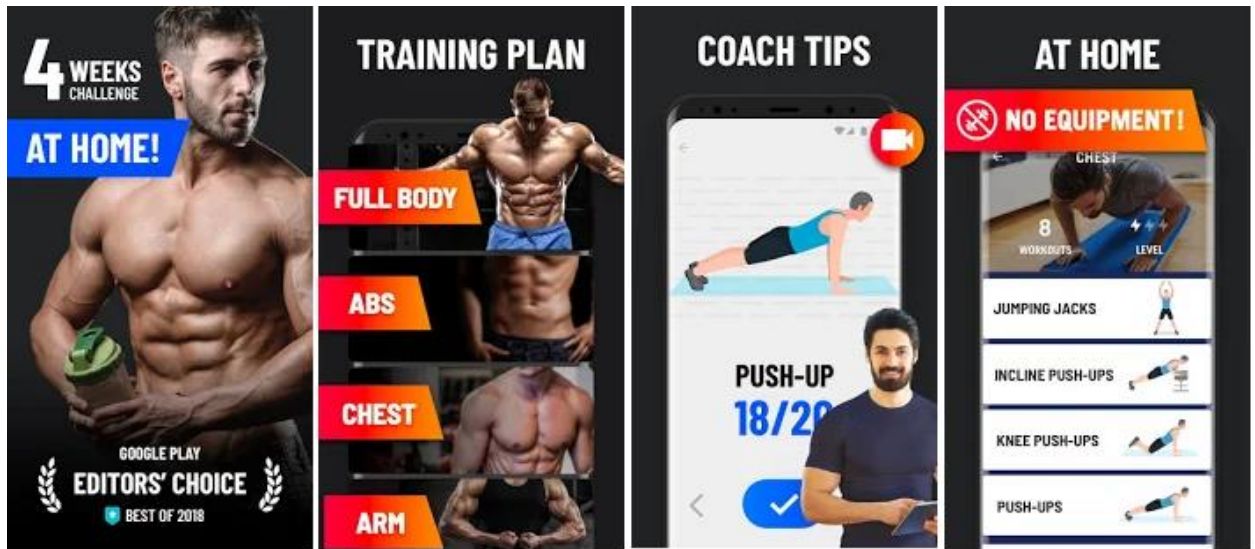 4 WEEKS
CHALLENGE
AT HOME!
GOOGLE PLAY
EDITORS' CHOICE
BEST OF 2018
TRAINING PLAN
FULL BODY
ABS
CHEST
ARM
COACH TIPS
PUSH-UP
18/20
AT HOME
NO EQUIPMENT!
CHEST
8
WORKOUTS
LEVEL
JUMPING JACKS
INCLINE PUSH-UPS
KNEE PUSH-UPS
PUSH-UPS